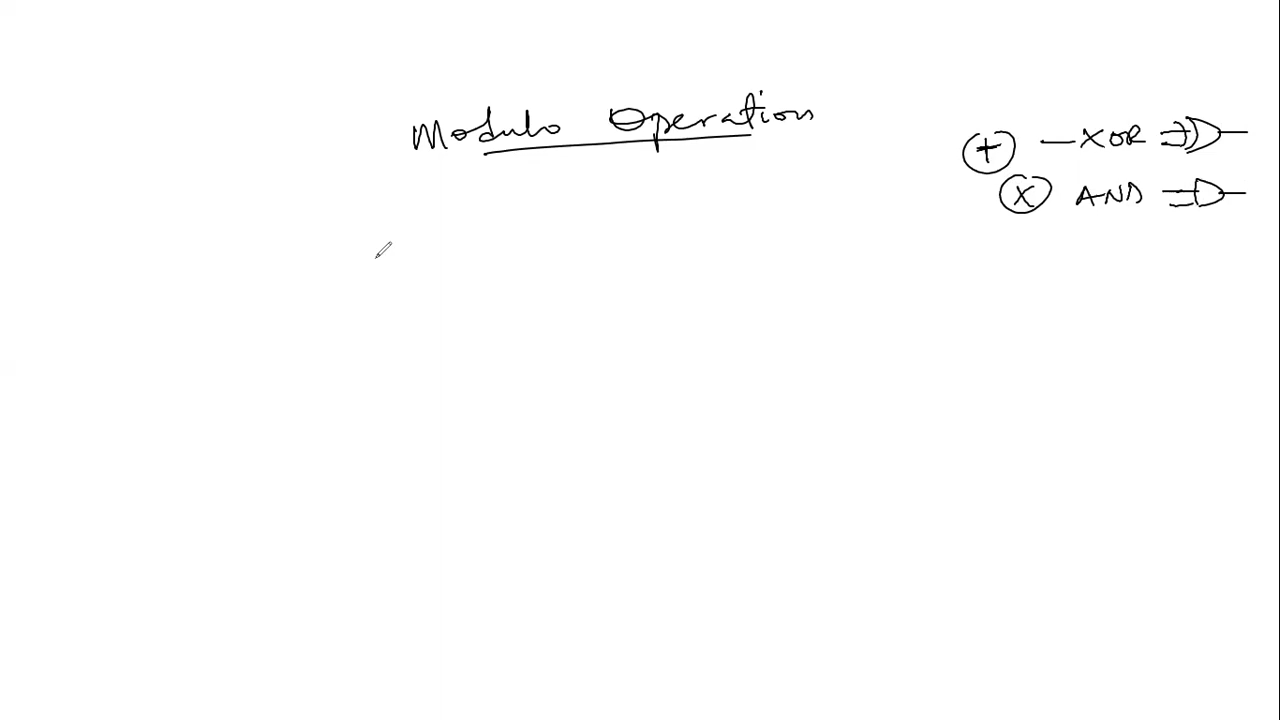 Modulo Operation
+ — XOR
X AND